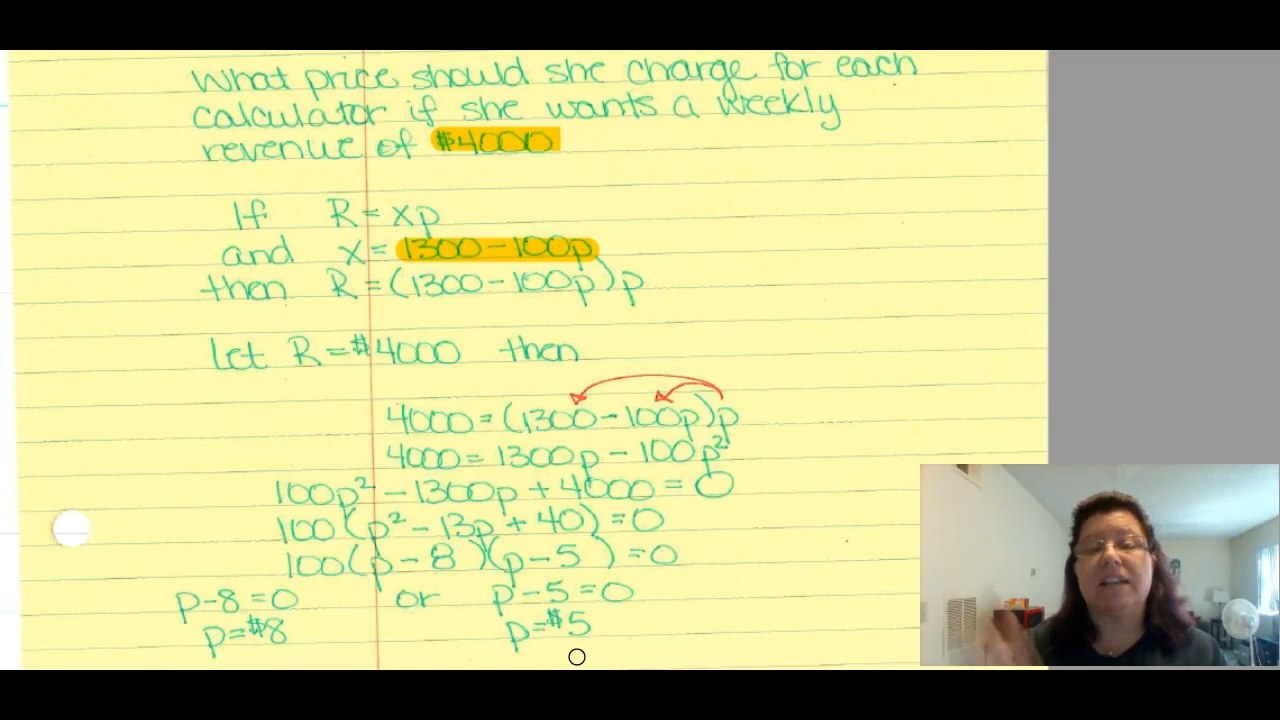 What price should she charge for each
calculator if she wants a weekly
revenue of $4000
If R = xp
and x = 1300 - 100p
then R = (1300 - 100p)p
Let R = $4000 then
4000 = (1300 - 100p)p
4000 = 1300p - 100p²
100p² - 1300p + 4000 = 0
100(p² - 13p + 40) = 0
100(p - 8)(p - 5) = 0
p - 8 = 0 or p - 5 = 0
p = $8 p = $5